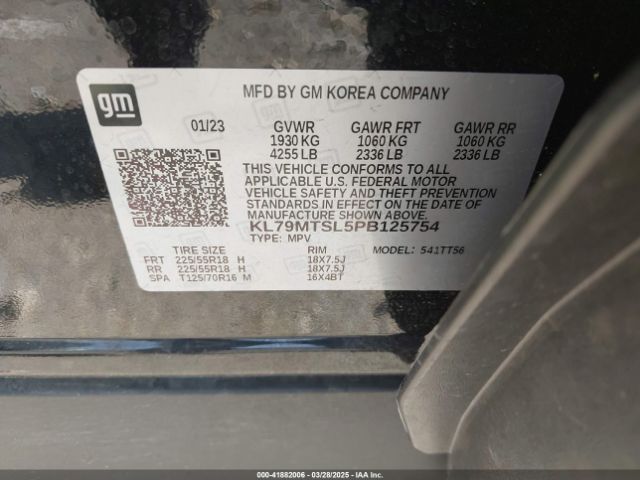 gm
MFD BY GM KOREA COMPANY
01/23 GVWR GAWR FRT GAWR RR
1930 KG 1060 KG 1060 KG
4255 LB 2336 LB 2336 LB
THIS VEHICLE CONFORMS TO ALL
APPLICABLE U.S. FEDERAL MOTOR
VEHICLE SAFETY AND THEFT PREVENTION
STANDARDS IN EFFECT ON THE DATE OF
MANUFACTURE SHOWN ABOVE.
KL79MTSL5PB125754
TYPE: MPV
TIRE SIZE RIM MODEL: 541TT56
FRT 225/55R18 H 18X7.5J
RR 225/55R18 H 18X7.5J
SPA T125/70R16 M 16X4BT
000-41882006 - 03/28/2025 - IAA Inc.